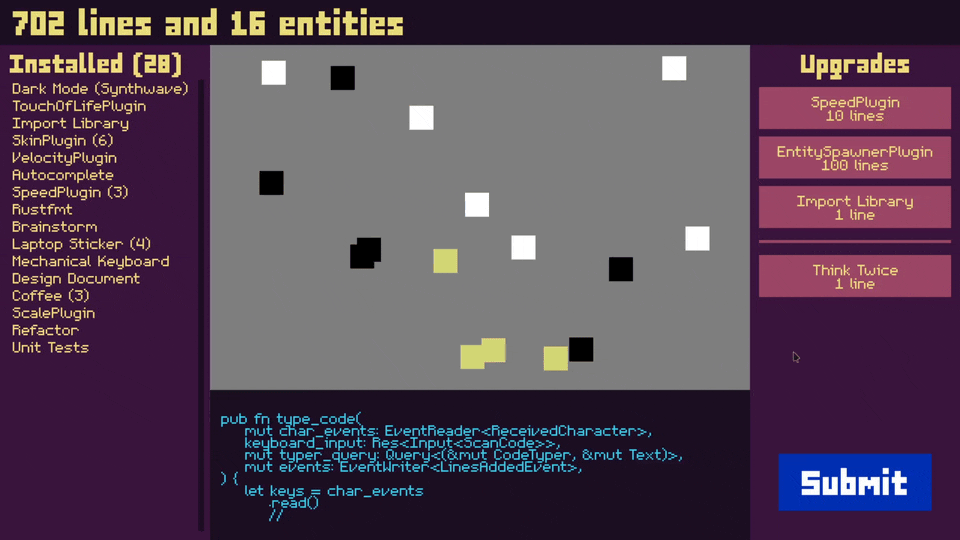 702 lines and 16 entities
Installed (28)
Dark Mode (Synthwave)
TouchOfLifePlugin
Import Library
SkinPlugin (6)
VelocityPlugin
Autocomplete
SpeedPlugin (3)
Rustfmt
Brainstorm
Laptop Sticker (4)
Mechanical Keyboard
Design Document
Coffee (3)
ScalePlugin
Refactor
Unit Tests
pub fn type_code(
    mut char_events: EventReader<ReceivedCharacter>,
    keyboard_input: Res<Input<ScanCode>>,
    mut typer_query: Query<(&mut CodeTyper, &mut Text)>,
    mut events: EventWriter<LinesAddedEvent>,
) {
    let keys = char_events
        .read()
        //
Upgrades
SpeedPlugin
10 lines
EntitySpawnerPlugin
100 lines
Import Library
1 line
Think Twice
1 line
Submit